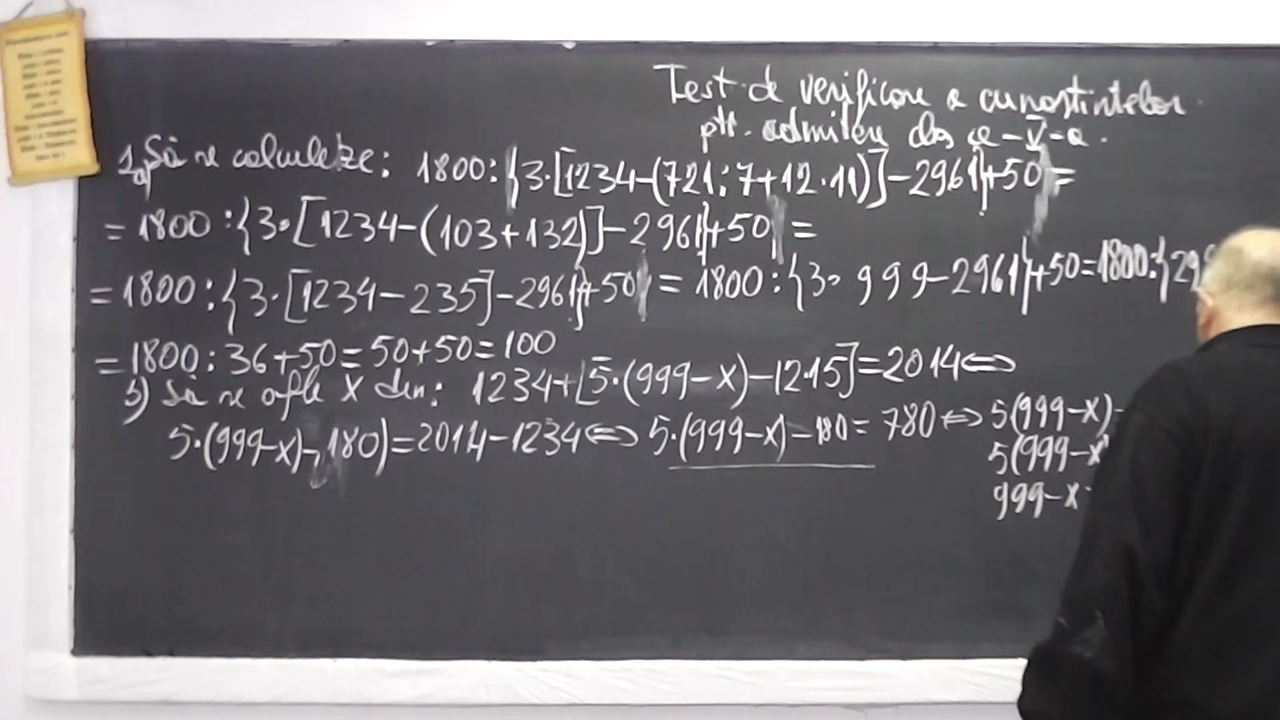 Test de verificare a cunostintelor
ptr. admitere clasa a-V-a.
1. a) Să se calculeze: 1800:{3·[1234-(721:7+12·11)]-2961}+50=
=1800:{3·[1234-(103+132)]-2961}+50=
=1800:{3·[1234-235]-2961}+50=1800:{3·999-2961}+50=1800:{29
=1800:36+50=50+50=100
b) Să se afle x din: 1234+[5·(999-x)-12·15]=2014⇔
5·(999-x)-180)=2014-1234⇔5·(999-x)-180=780⇔5(999-x)-
5(999-x
999-x